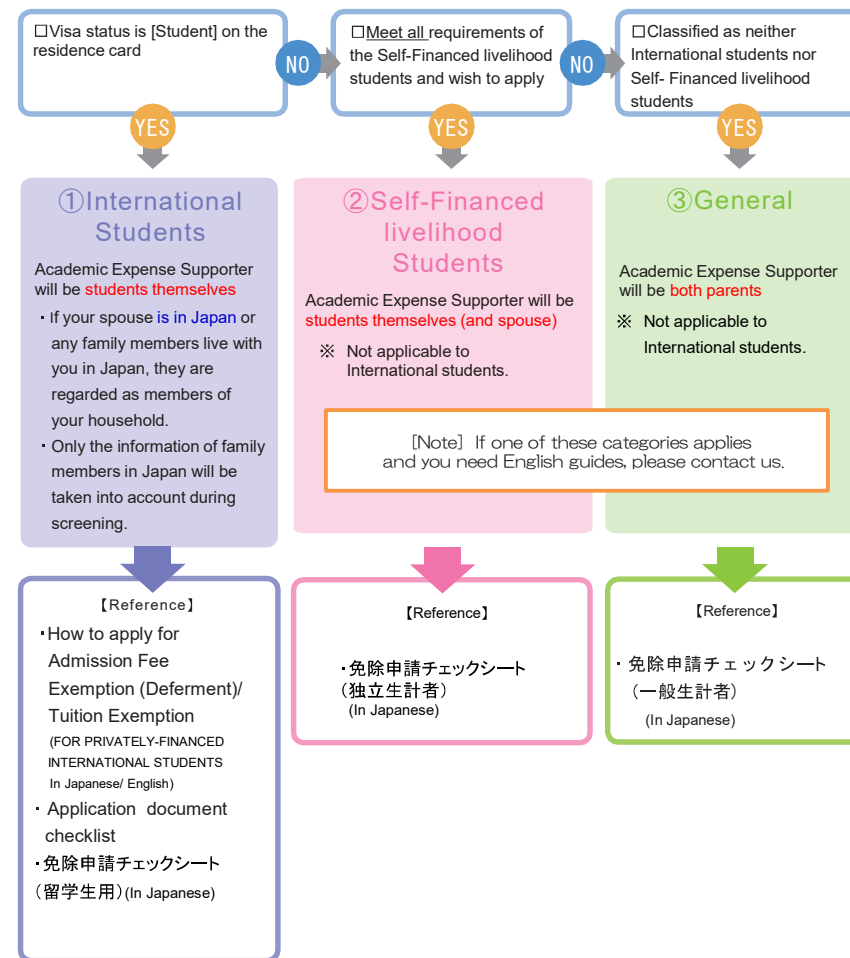 □Visa status is [Student] on the
residence card
NO
□Meet all requirements of
the Self-Financed livelihood
students and wish to apply
NO
□Classified as neither
International students nor
Self- Financed livelihood
students
YES
YES
YES
①International
Students
Academic Expense Supporter
will be students themselves
・If your spouse is in Japan or
any family members live with
you in Japan, they are
regarded as members of
your household.
・Only the information of family
members in Japan will be
taken into account during
screening.
②Self-Financed
livelihood
Students
Academic Expense Supporter will be
students themselves (and spouse)
※ Not applicable to
International students.
③General
Academic Expense Supporter
will be both parents
※ Not applicable to
International students.
[Note] If one of these categories applies
and you need English guides, please contact us.
【Reference】
・How to apply for
Admission Fee
Exemption (Deferment)/
Tuition Exemption
(FOR PRIVATELY-FINANCED
INTERNATIONAL STUDENTS
In Japanese/ English)
・Application document
checklist
・免除申請チェックシート
（留学生用）(In Japanese)
【Reference】
・免除申請チェックシート
（独立生計者）
(In Japanese)
【Reference】
・免除申請チェックシート
（一般生計者）
(In Japanese)